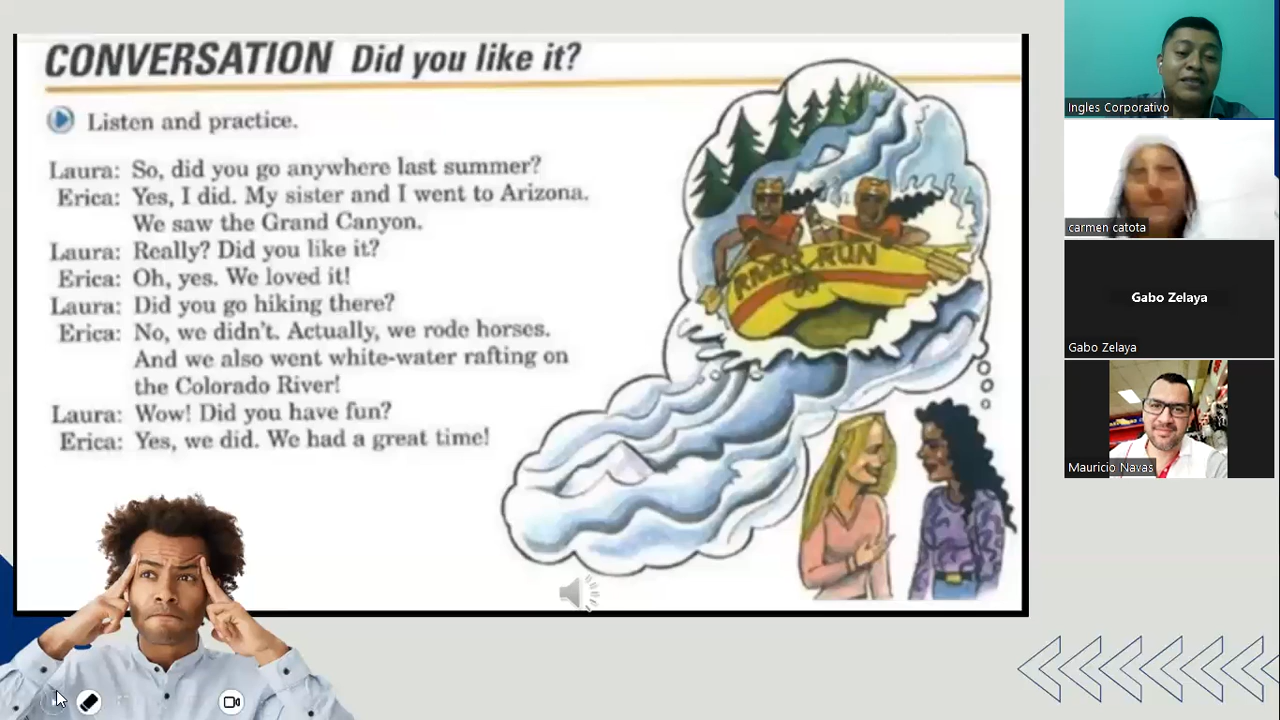 CONVERSATION Did you like it?
Listen and practice.
Laura: So, did you go anywhere last summer?
Erica: Yes, I did. My sister and I went to Arizona.
We saw the Grand Canyon.
Laura: Really? Did you like it?
Erica: Oh, yes. We loved it!
Laura: Did you go hiking there?
Erica: No, we didn't. Actually, we rode horses.
And we also went white-water rafting on
the Colorado River!
Laura: Wow! Did you have fun?
Erica: Yes, we did. We had a great time!
RIVER RUN
Ingles Corporativo
carmen catota
Gabo Zelaya
Gabo Zelaya
Mauricio Navas